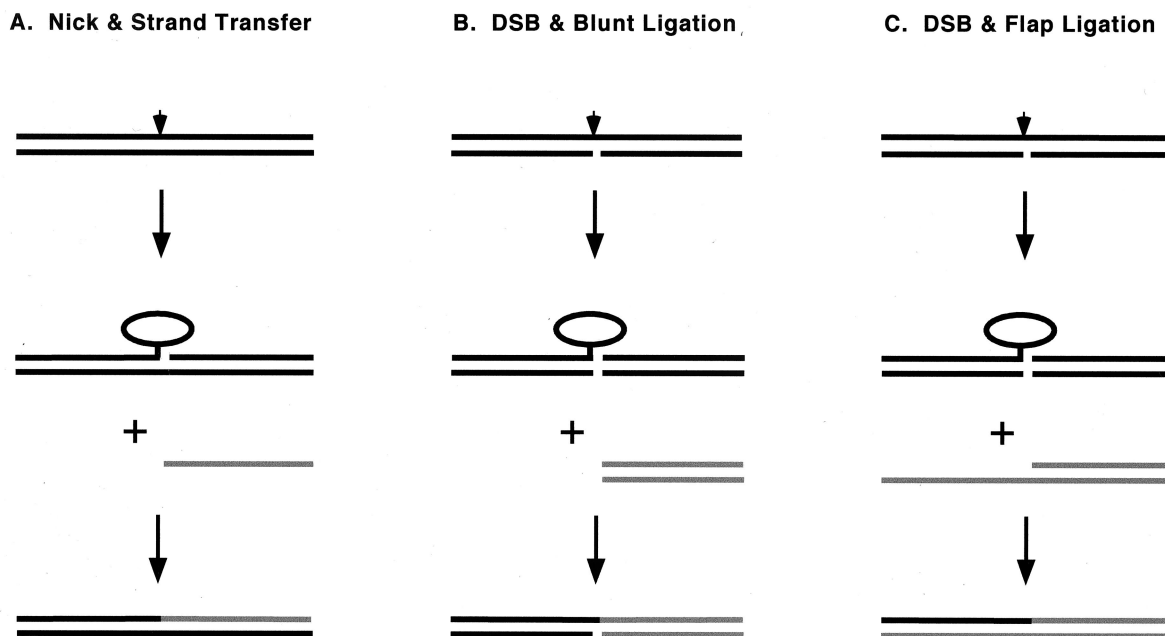 A. Nick & Strand Transfer
B. DSB & Blunt Ligation
C. DSB & Flap Ligation
+
+
+